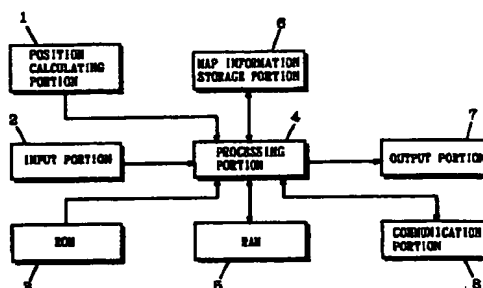 1
POSITION
CALCULATING
PORTION
6
MAP INFORMATION
STORAGE PORTION
2
INPUT PORTION
4
PROCESSING
PORTION
7
OUTPUT PORTION
ROM
3
RAM
5
COMMUNICATION
PORTION
8